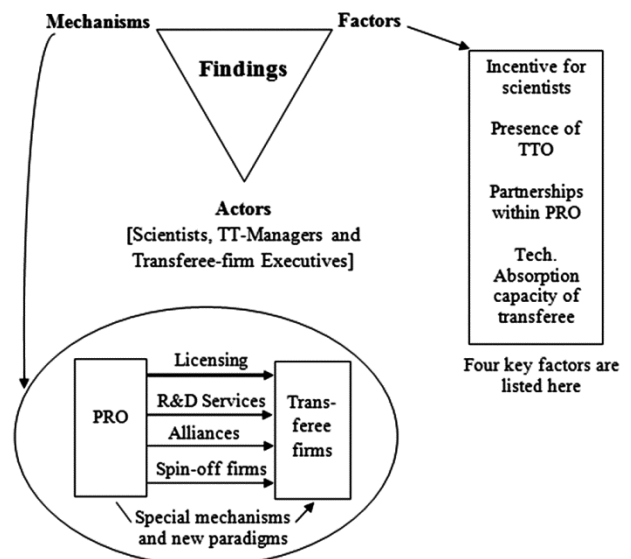 Mechanisms
Factors
Findings
Actors
[Scientists, TT-Managers and
Transferee-firm Executives]
Incentive for
scientists
Presence of
TTO
Partnerships
within PRO
Tech.
Absorption
capacity of
transferee
Four key factors are
listed here
PRO
Licensing
R&D Services
Alliances
Spin-off firms
Trans-
feree
firms
Special mechanisms
and new paradigms